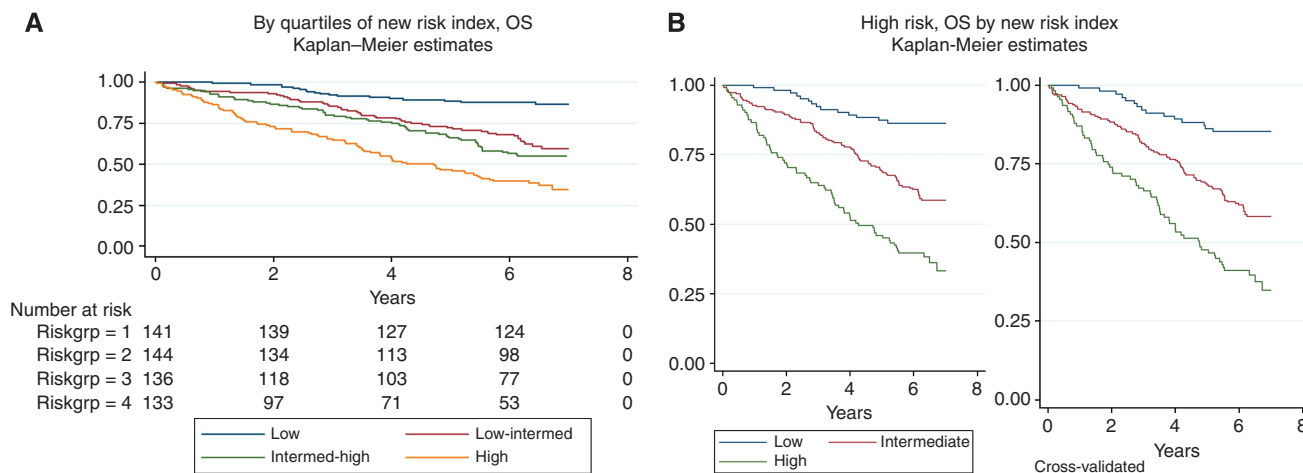 A
By quartiles of new risk index, OS
Kaplan–Meier estimates
1.00
0.75
0.50
0.25
0.00
0 2 4 6 8
Years
Number at risk
Riskgrp = 1 141 139 127 124 0
Riskgrp = 2 144 134 113 98 0
Riskgrp = 3 136 118 103 77 0
Riskgrp = 4 133 97 71 53 0
Low Low-intermed
Intermed-high High
B
High risk, OS by new risk index
Kaplan-Meier estimates
1.00
0.75
0.50
0.25
0.00
0 2 4 6 8
Years
Low Intermediate
High
1.00
0.75
0.50
0.25
0.00
0 2 4 6 8
Years
Cross-validated